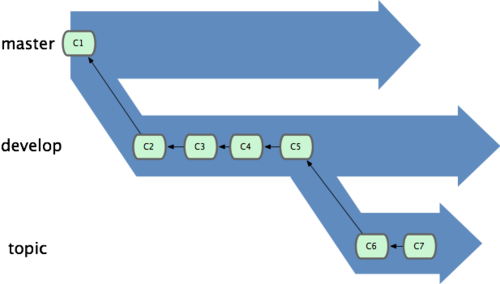 master
C1
develop
C2 C3 C4 C5
topic
C6 C7